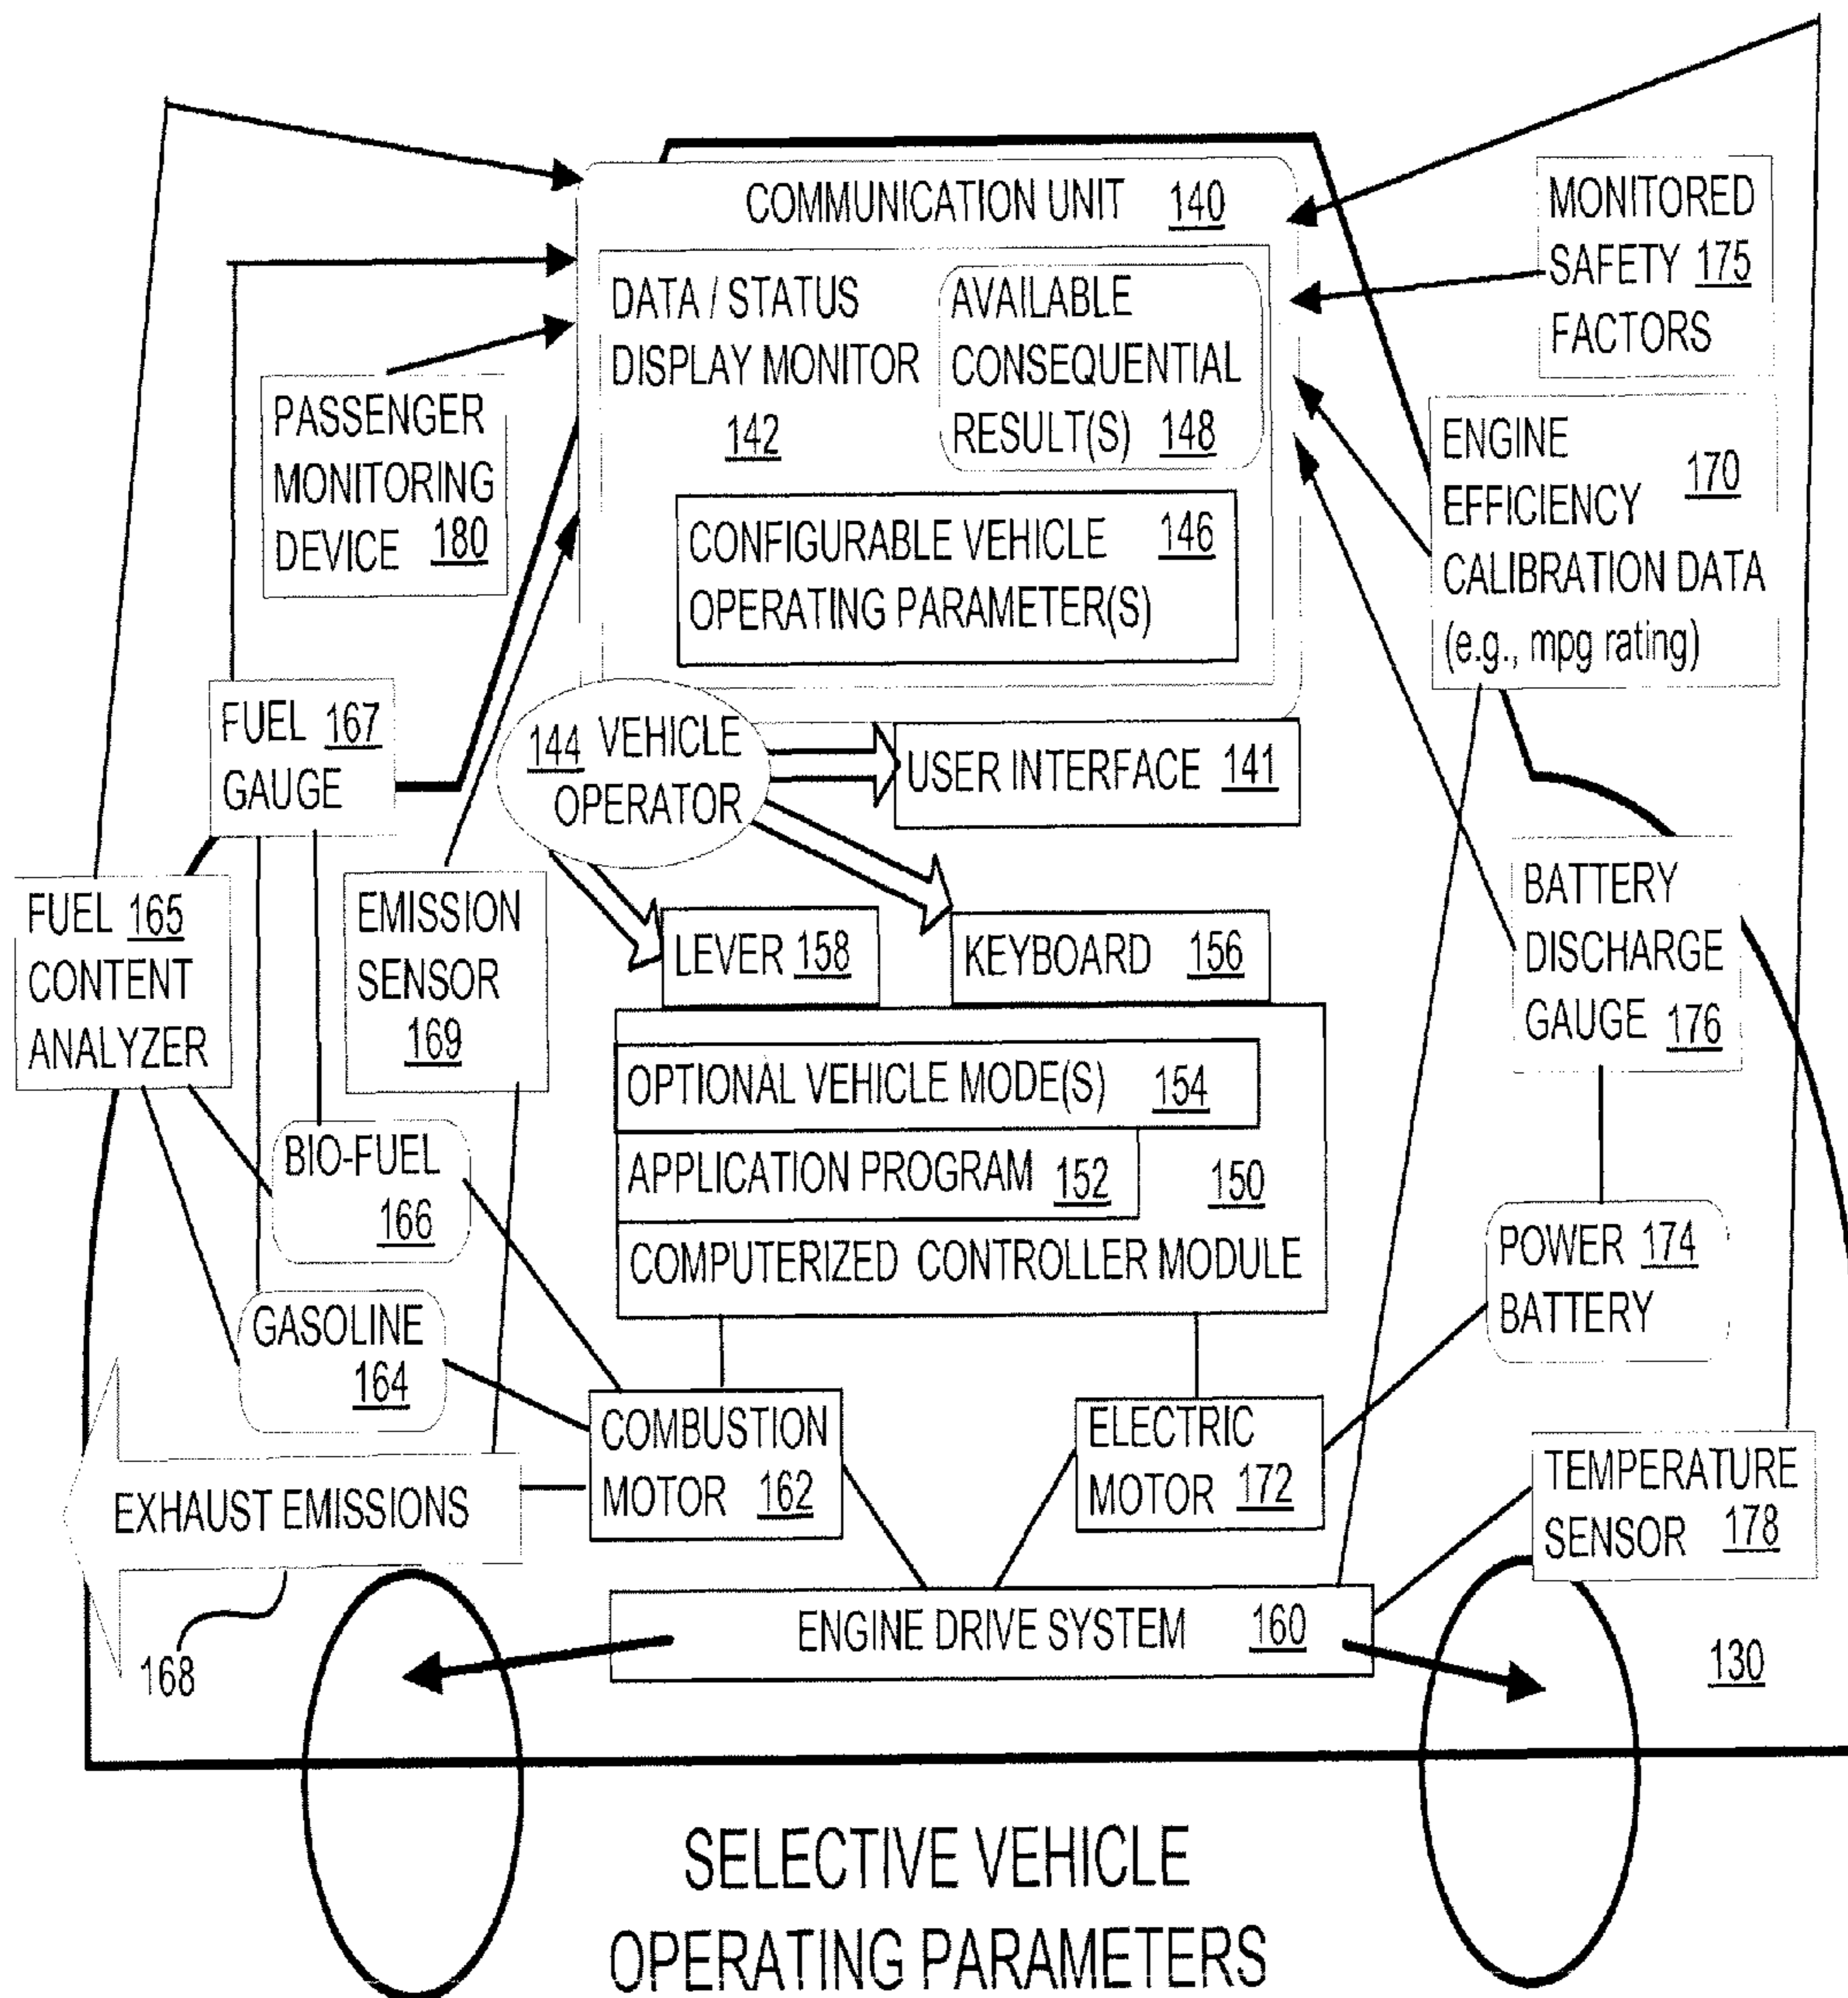 COMMUNICATION UNIT 140
DATA / STATUS
DISPLAY MONITOR
142
AVAILABLE
CONSEQUENTIAL
RESULT(S) 148
CONFIGURABLE VEHICLE 146
OPERATING PARAMETER(S)
MONITORED
SAFETY 175
FACTORS
PASSENGER
MONITORING
DEVICE 180
ENGINE
EFFICIENCY 170
CALIBRATION DATA
(e.g., mpg rating)
FUEL 167
GAUGE
144 VEHICLE
OPERATOR
USER INTERFACE 141
FUEL 165
CONTENT
ANALYZER
EMISSION
SENSOR
169
LEVER 158
KEYBOARD 156
BATTERY
DISCHARGE
GAUGE 176
OPTIONAL VEHICLE MODE(S) 154
APPLICATION PROGRAM 152
150
COMPUTERIZED CONTROLLER MODULE
BIO-FUEL
166
GASOLINE
164
POWER 174
BATTERY
COMBUSTION
MOTOR 162
ELECTRIC
MOTOR 172
TEMPERATURE
SENSOR 178
EXHAUST EMISSIONS
168
ENGINE DRIVE SYSTEM 160
130
SELECTIVE VEHICLE
OPERATING PARAMETERS